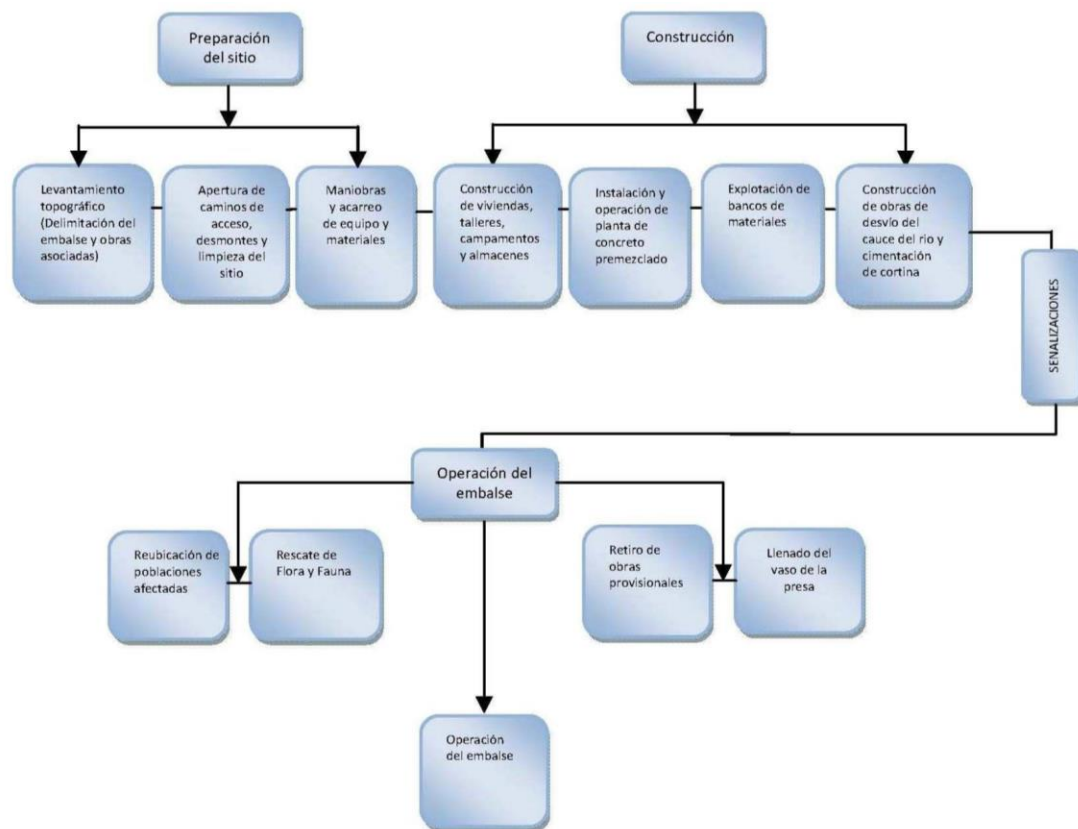 Preparación
del sitio
Construcción
Levantamiento
topográfico
(Delimitación del
embalse y obras
asociadas)
Apertura de
caminos de
acceso,
desmontes y
limpieza del
sitio
Maniobras
y acarreo
de equipo y
materiales
Construcción
de viviendas,
talleres,
campamentos
y almacenes
Instalación y
operación de
planta de
concreto
premezclado
Explotación de
bancos de
materiales
Construcción
de obras de
desvío del
cauce del rio y
cimentación
de cortina
SENALIZACIONES
Operación del
embalse
Reubicación de
poblaciones
afectadas
Rescate de
Flora y Fauna
Retiro de
obras
provisionales
Llenado del
vaso de la
presa
Operación
del embalse